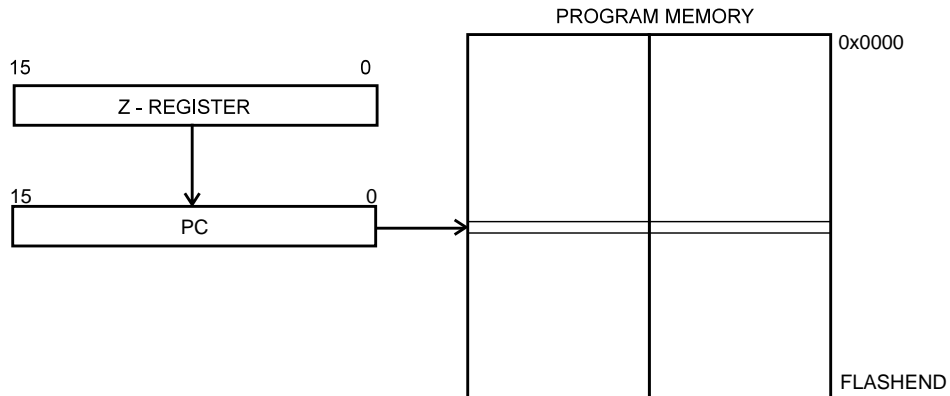 PROGRAM MEMORY
0x0000
15 0
Z - REGISTER
15 0
PC
FLASHEND